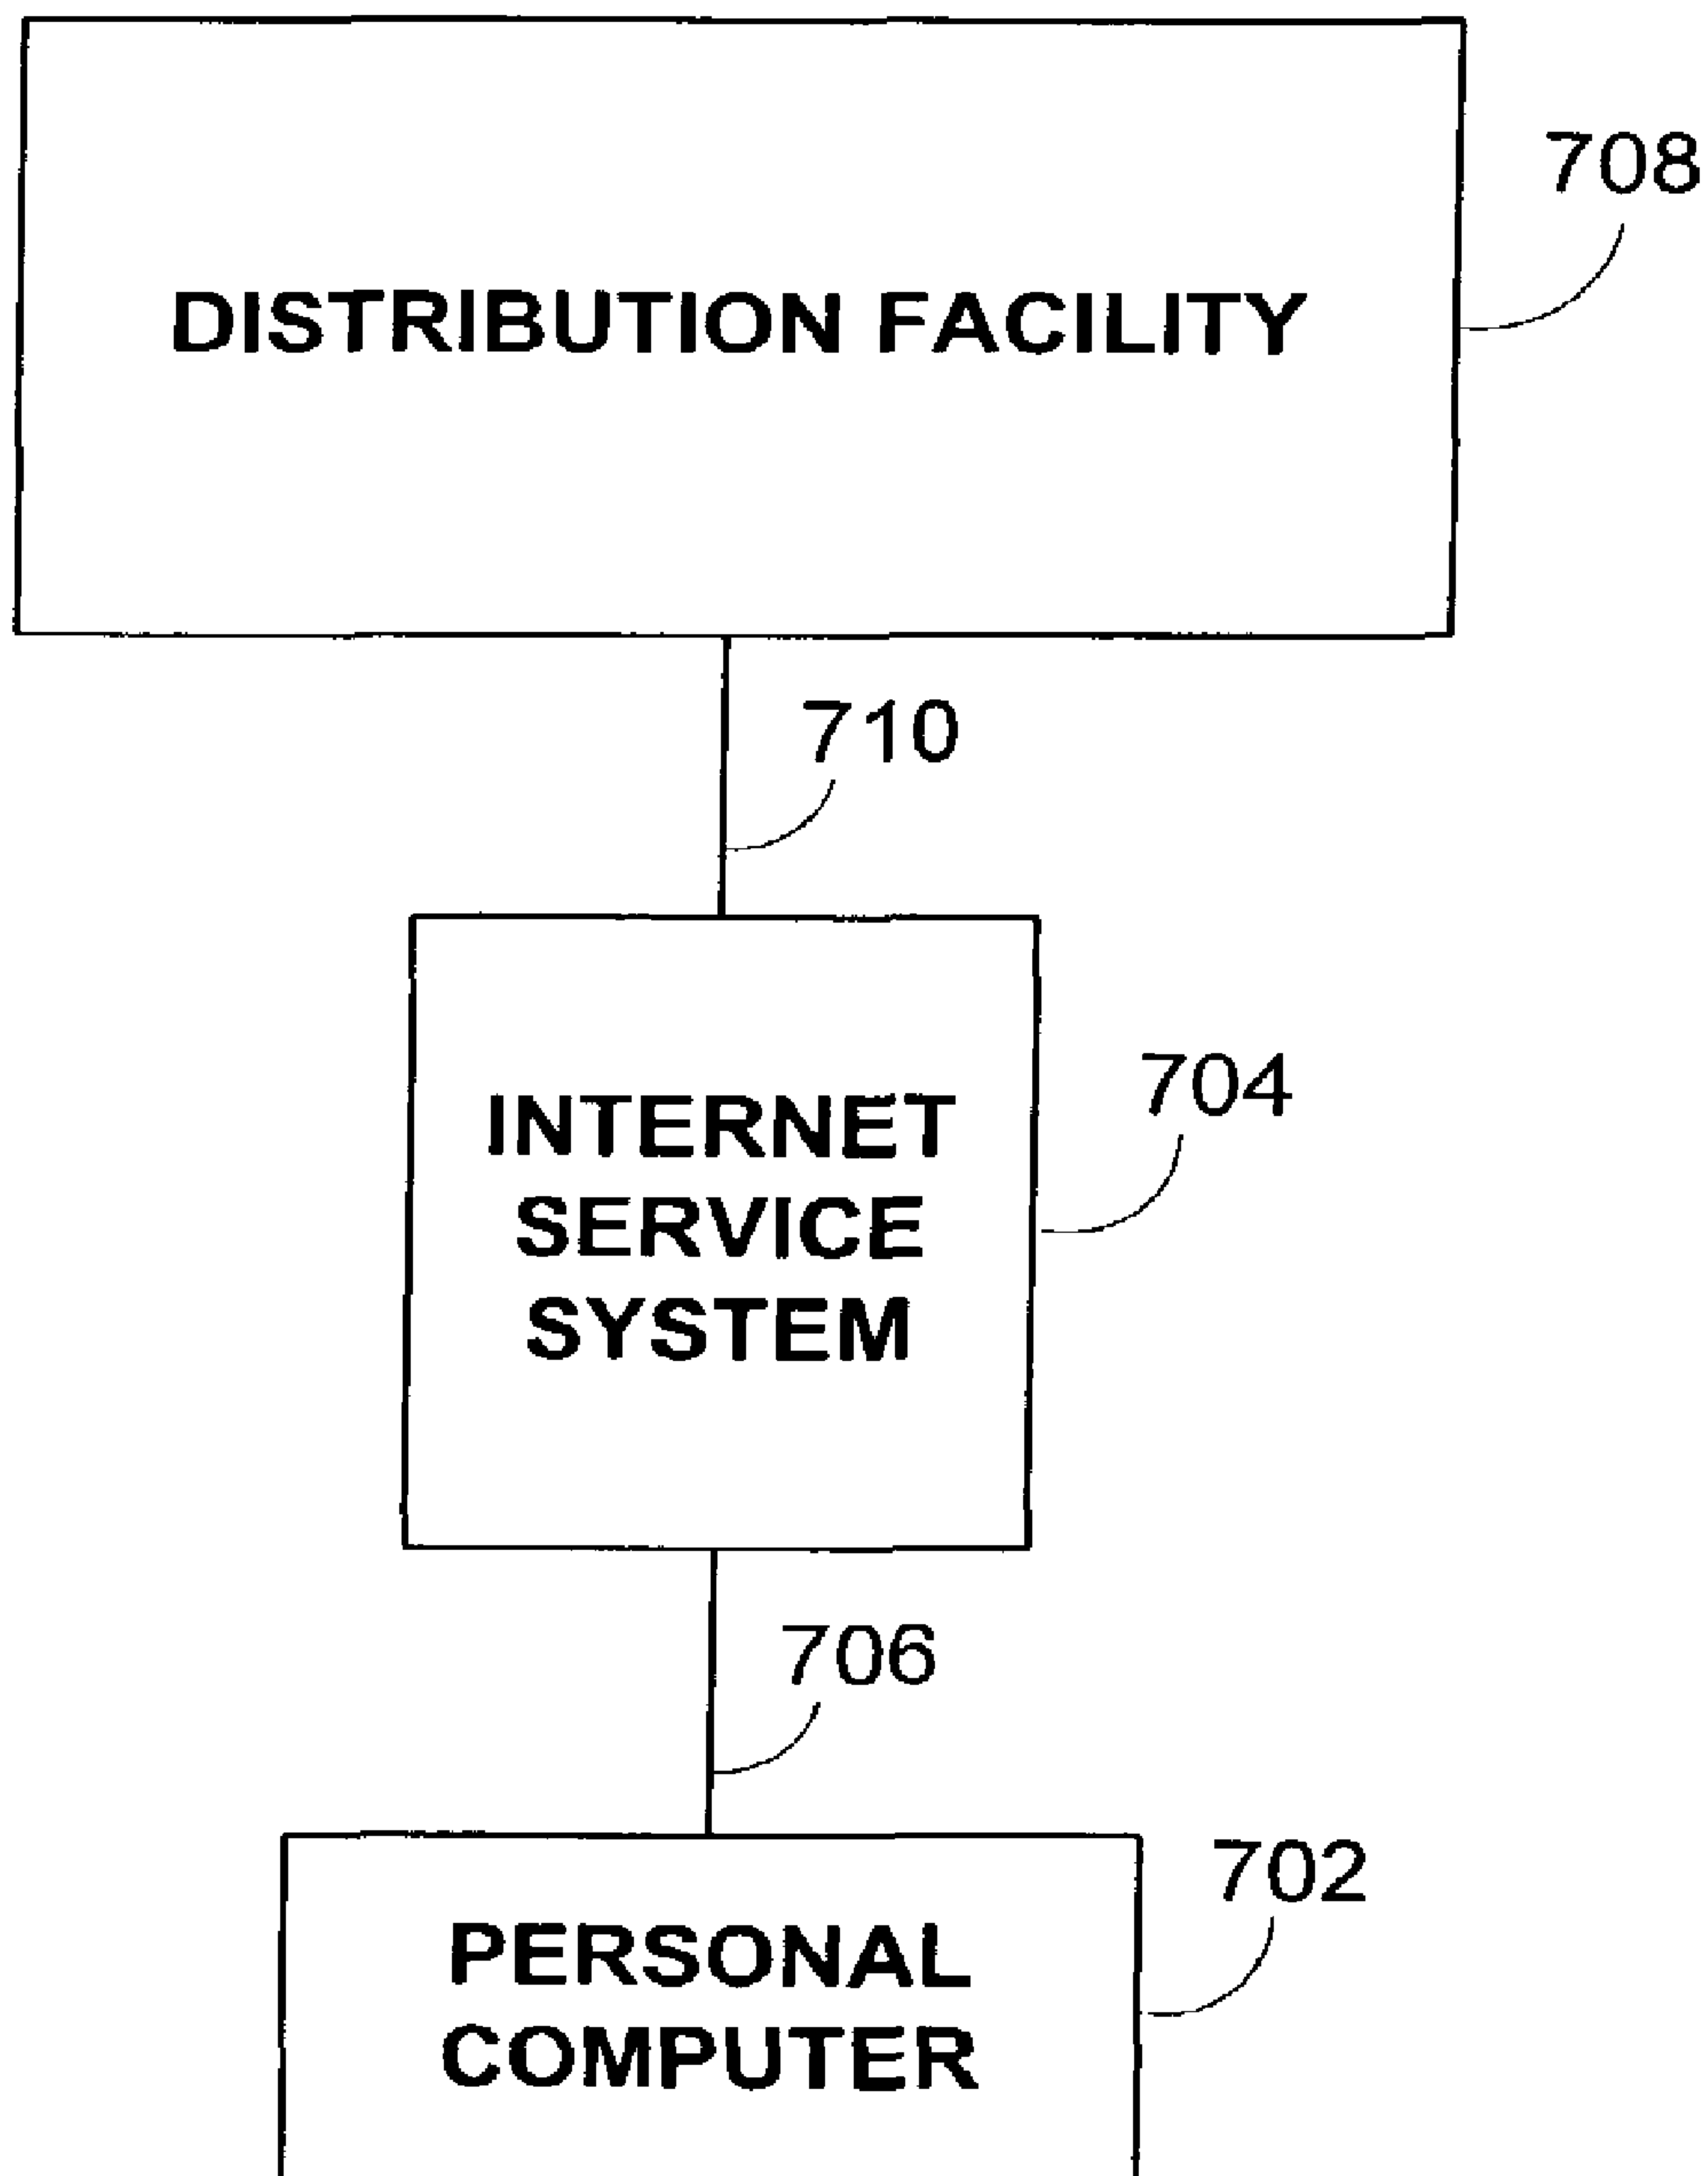 708
DISTRIBUTION FACILITY
710
704
INTERNET
SERVICE
SYSTEM
706
702
PERSONAL
COMPUTER